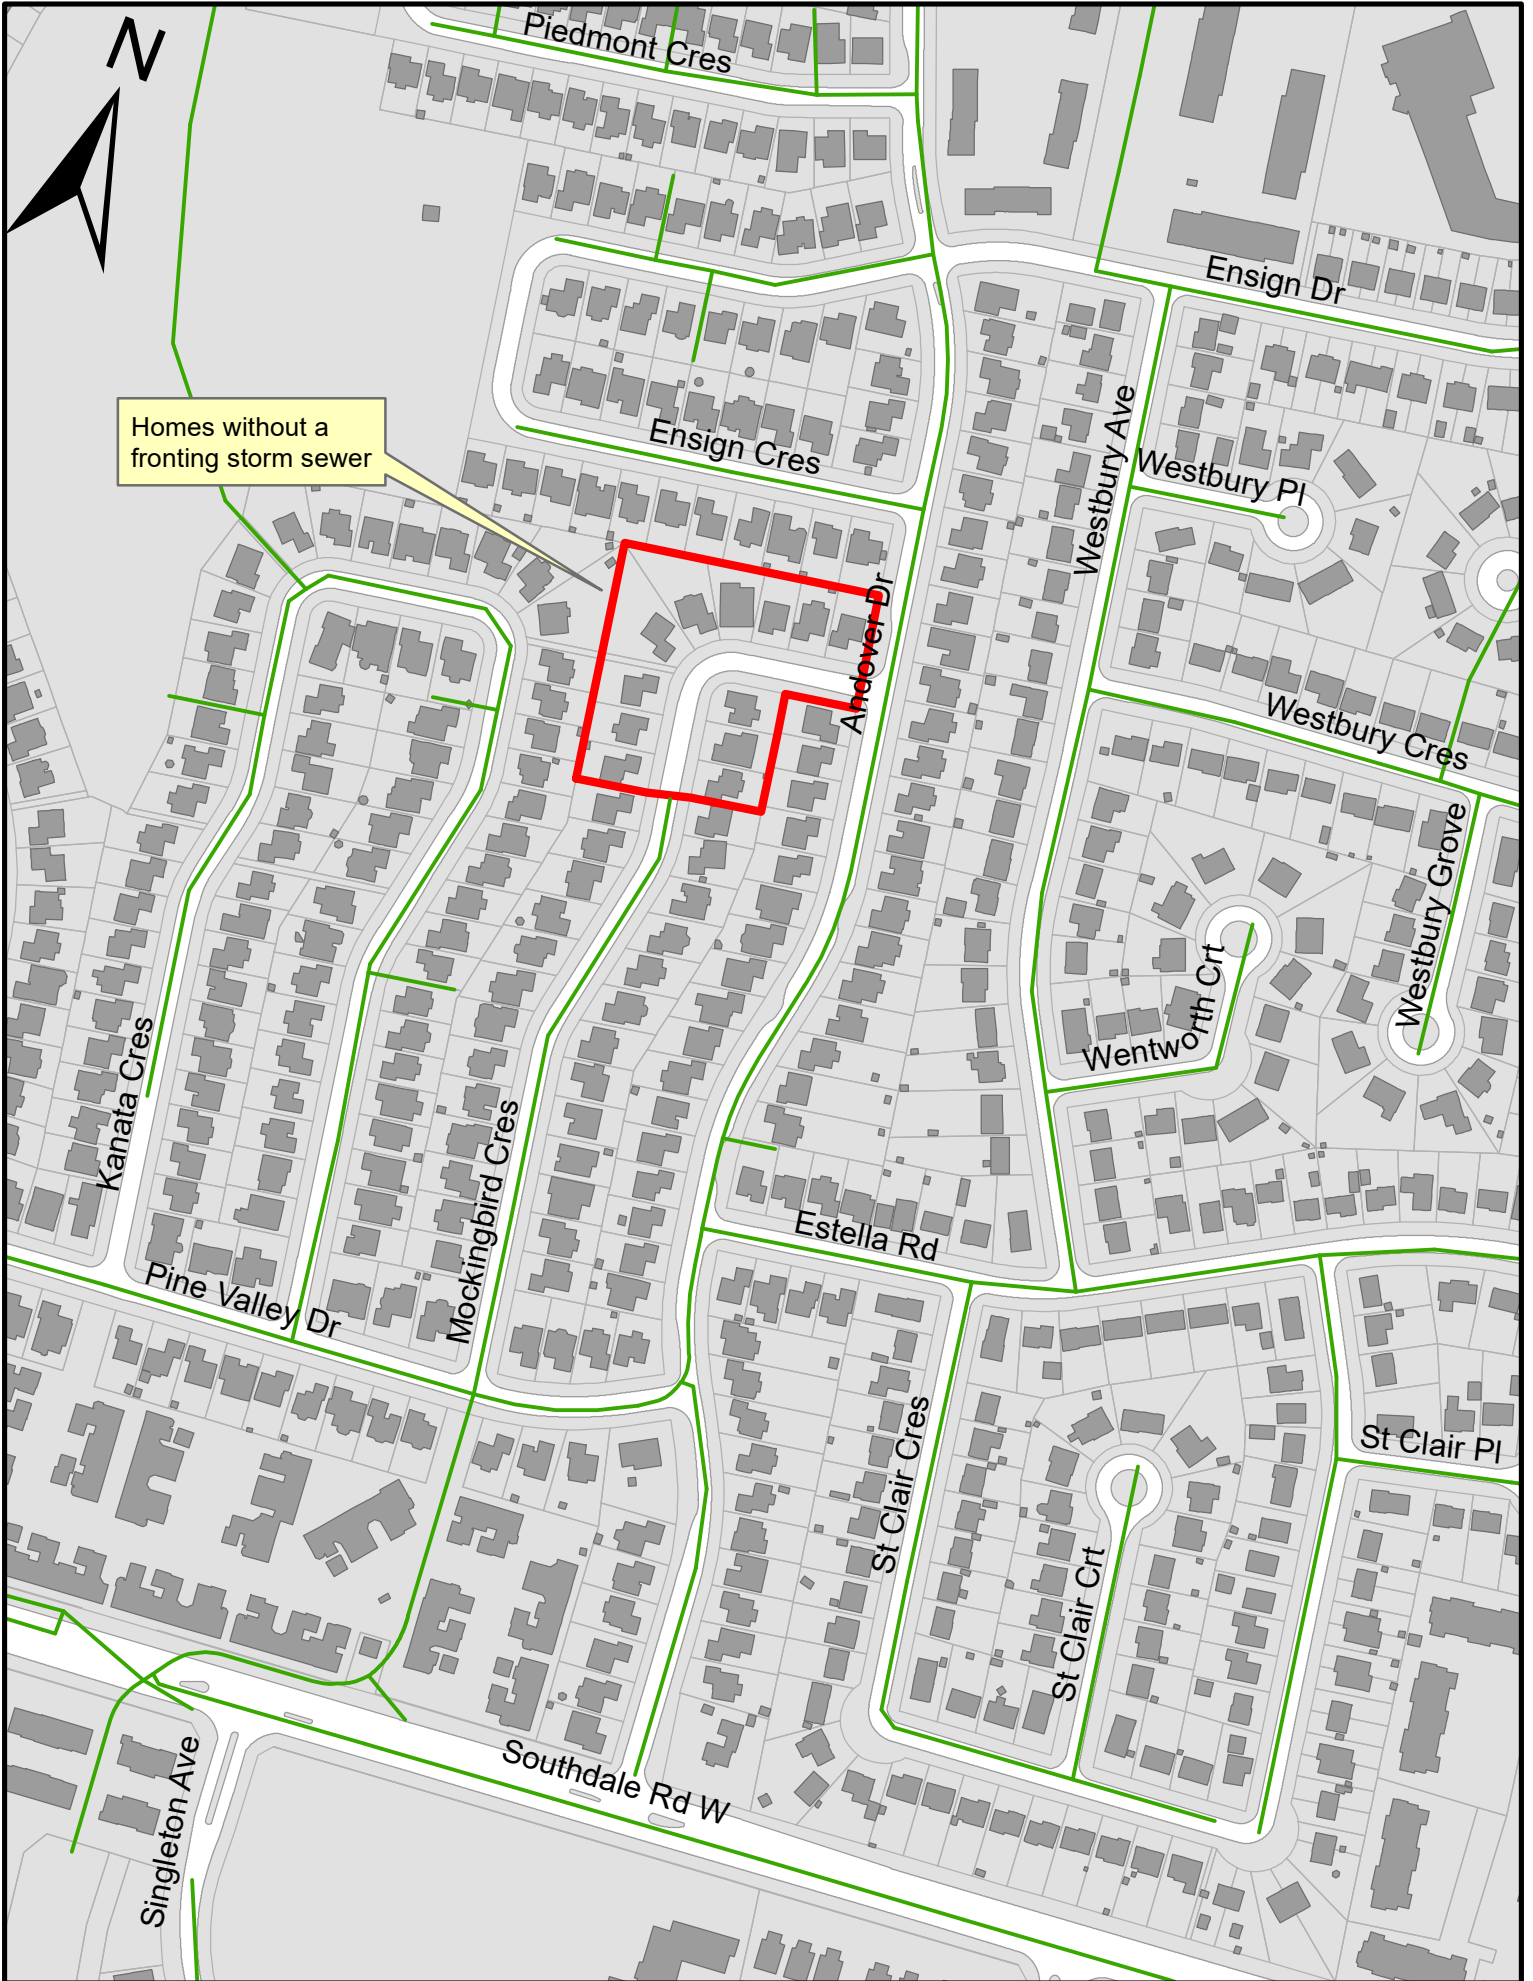 N
Piedmont Cres
Ensign Dr
Homes without a
fronting storm sewer
Ensign Cres
Westbury Ave
Westbury Pl
Andover Dr
Westbury Cres
Westbury Grove
Wentworth Crt
Kanata Cres
Mockingbird Cres
Estella Rd
Pine Valley Dr
St Clair Cres
St Clair Pl
St Clair Crt
Southdale Rd W
Singleton Ave